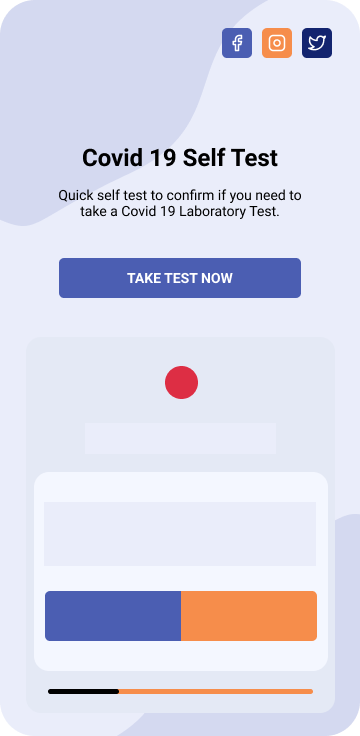 Covid 19 Self Test
Quick self test to confirm if you need to
take a Covid 19 Laboratory Test.
TAKE TEST NOW